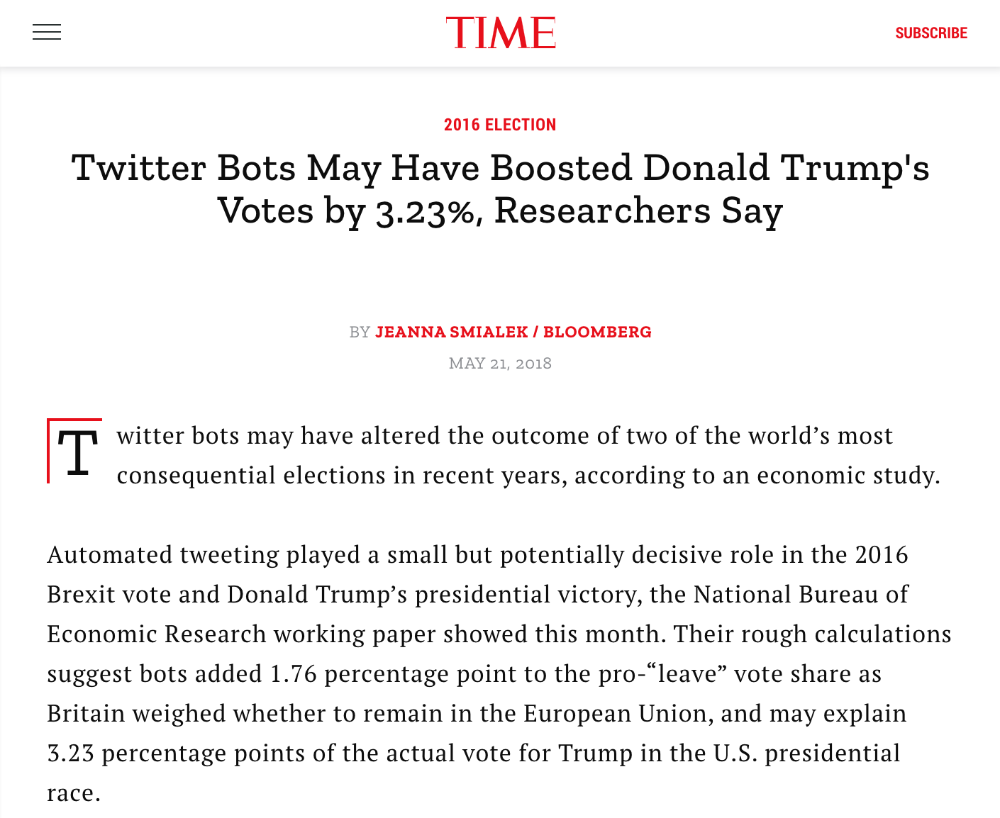 TIME
SUBSCRIBE
2016 ELECTION
Twitter Bots May Have Boosted Donald Trump's
Votes by 3.23%, Researchers Say
BY JEANNA SMIALEK / BLOOMBERG
MAY 21, 2018
Twitter bots may have altered the outcome of two of the world’s most
consequential elections in recent years, according to an economic study.
Automated tweeting played a small but potentially decisive role in the 2016
Brexit vote and Donald Trump’s presidential victory, the National Bureau of
Economic Research working paper showed this month. Their rough calculations
suggest bots added 1.76 percentage point to the pro-“leave” vote share as
Britain weighed whether to remain in the European Union, and may explain
3.23 percentage points of the actual vote for Trump in the U.S. presidential
race.